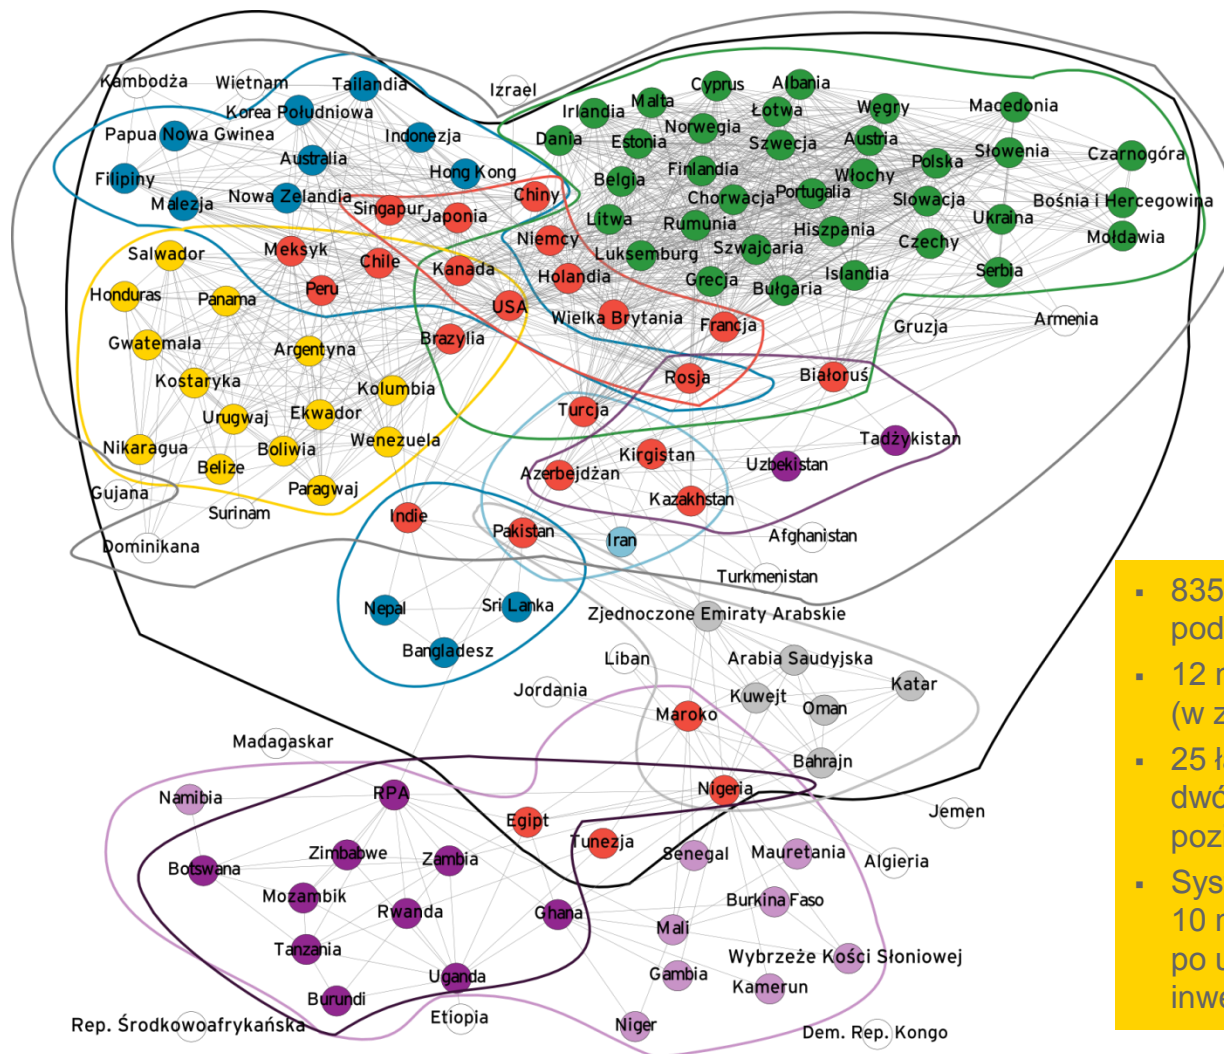 Kambodża
Wietnam
Tailandia
Izrael
Korea Południowa
Papua Nowa Gwinea
Indonezja
Australia
Filipiny
Hong Kong
Malezja
Nowa Zelandia
Singapur
Japonia
Chiny
Irlandia
Malta
Cyprus
Albania
Węgry
Macedonia
Dania
Estonia
Norwegia
Łotwa
Szwecja
Austria
Słowenia
Czarnogóra
Belgia
Finlandia
Włochy
Polska
Litwa
Chorwacja
Portugalia
Slowacja
Bośnia i Hercegowina
Rumunia
Hiszpania
Ukraina
Mołdawia
Luksemburg
Szwajcaria
Czechy
Grecja
Bułgaria
Islandia
Serbia
Niemcy
Holandia
Wielka Brytania
Francja
Gruzja
Armenia
Salwador
Meksyk
Chile
Kanada
Honduras
Panama
Peru
USA
Gwatemala
Argentyna
Brazylia
Kostaryka
Kolumbia
Urugwaj
Ekwador
Nikaragua
Boliwia
Wenezuela
Belize
Paragwaj
Gujana
Surinam
Dominikana
Rosja
Białoruś
Turcja
Tadżykistan
Kirgistan
Uzbekistan
Azerbejdżan
Kazakhstan
Indie
Pakistan
Iran
Afghanistan
Turkmenistan
Nepal
Sri Lanka
Bangladesz
Zjednoczone Emiraty Arabskie
Liban
Arabia Saudyjska
Jordania
Kuwejt
Oman
Katar
Maroko
Bahrajn
Madagaskar
Namibia
RPA
Nigeria
Jemen
Egipt
Tunezja
Botswana
Zimbabwe
Zambia
Senegal
Mauretania
Algieria
Mozambik
Rwanda
Ghana
Burkina Faso
Mali
Tanzania
Uganda
Wybrzeże Kości Słoniowej
Gambia
Kamerun
Burundi
Rep. Środkowoafrykańska
Etiopia
Niger
Dem. Rep. Kongo
▪ 835
pod
▪ 12 
(w z
▪ 25 
dwó
poz
▪ Sys
10
po
inwe